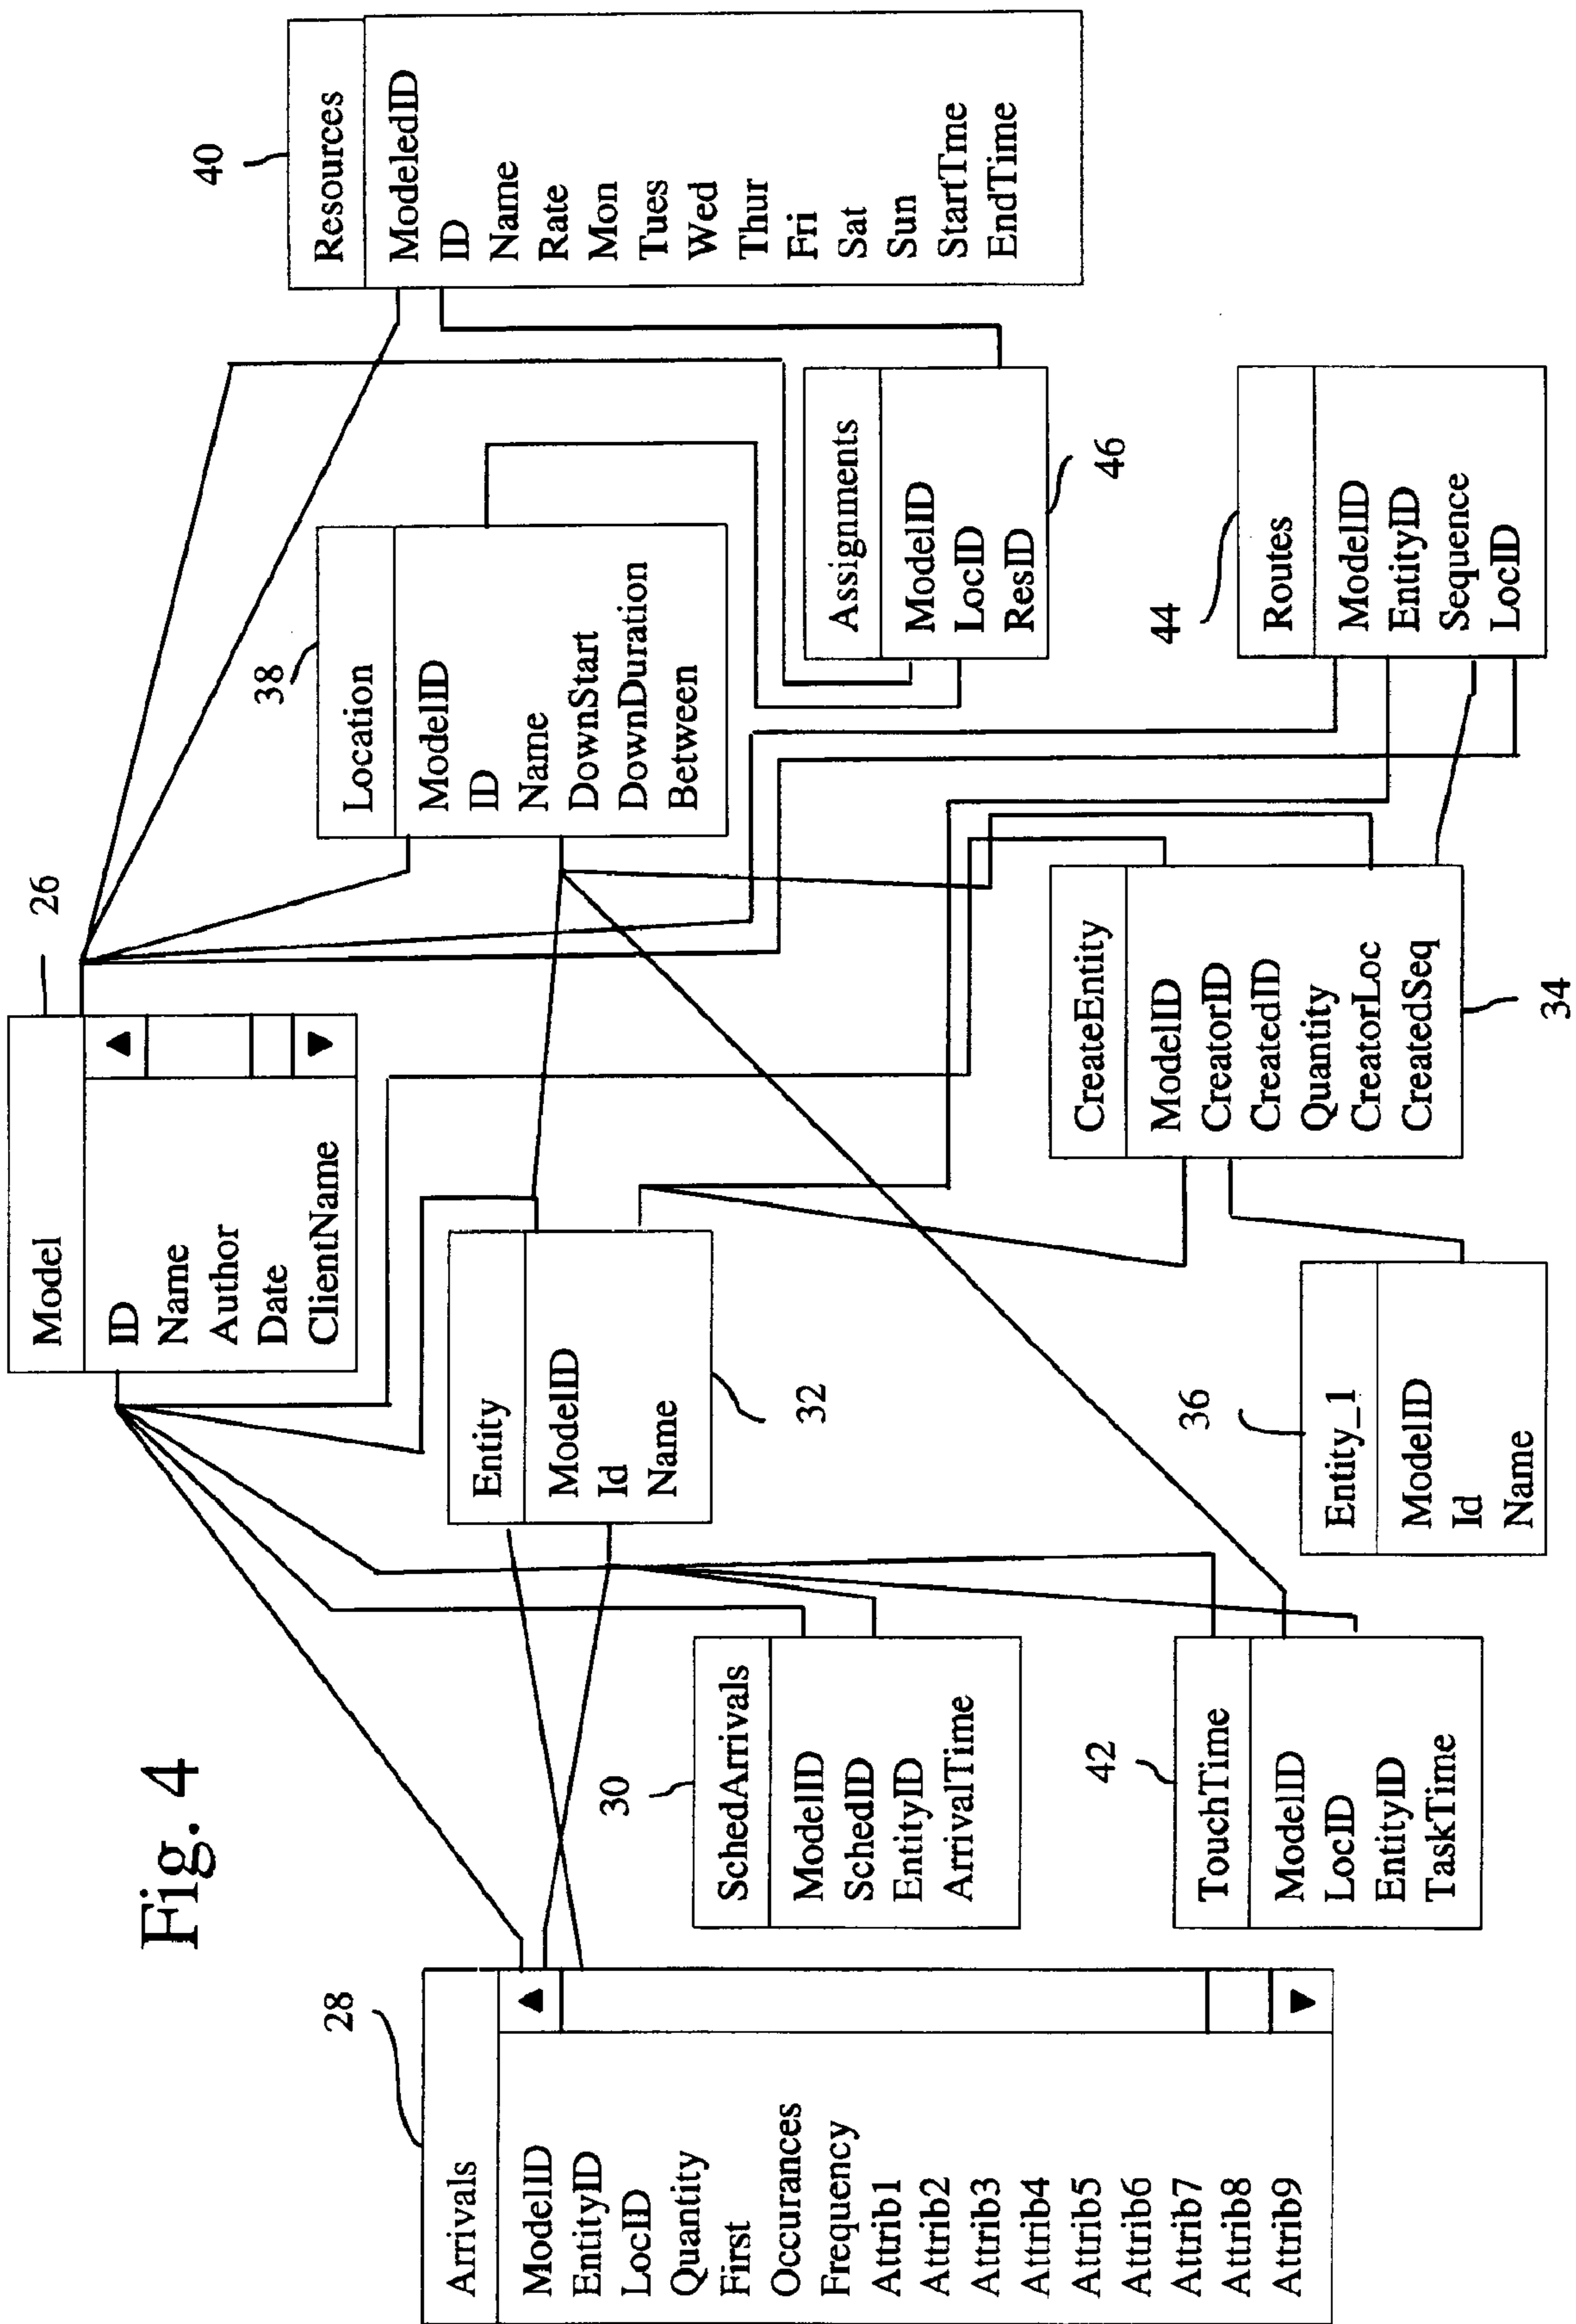 Fig. 4
26
Model
ID
Name
Author
Date
ClientName
28
Arrivals
ModelID
EntityID
LocID
Quantity
First
Occurances
Frequency
Attrib1
Attrib2
Attrib3
Attrib4
Attrib5
Attrib6
Attrib7
Attrib8
Attrib9
30
SchedArrivals
ModelID
SchedID
EntityID
ArrivalTime
42
TouchTime
ModelID
LocID
EntityID
TaskTime
Entity
ModelID
Id
Name
32
36
Entity_1
ModelID
Id
Name
CreateEntity
ModelID
CreatorID
CreatedID
Quantity
CreatorLoc
CreatedSeq
34
38
Location
ModelID
ID
Name
DownStart
DownDuration
Between
Assignments
ModelID
LocID
ResID
46
44
Routes
ModelID
EntityID
Sequence
LocID
40
Resources
ModeledID
ID
Name
Rate
Mon
Tues
Wed
Thur
Fri
Sat
Sun
StartTme
EndTime